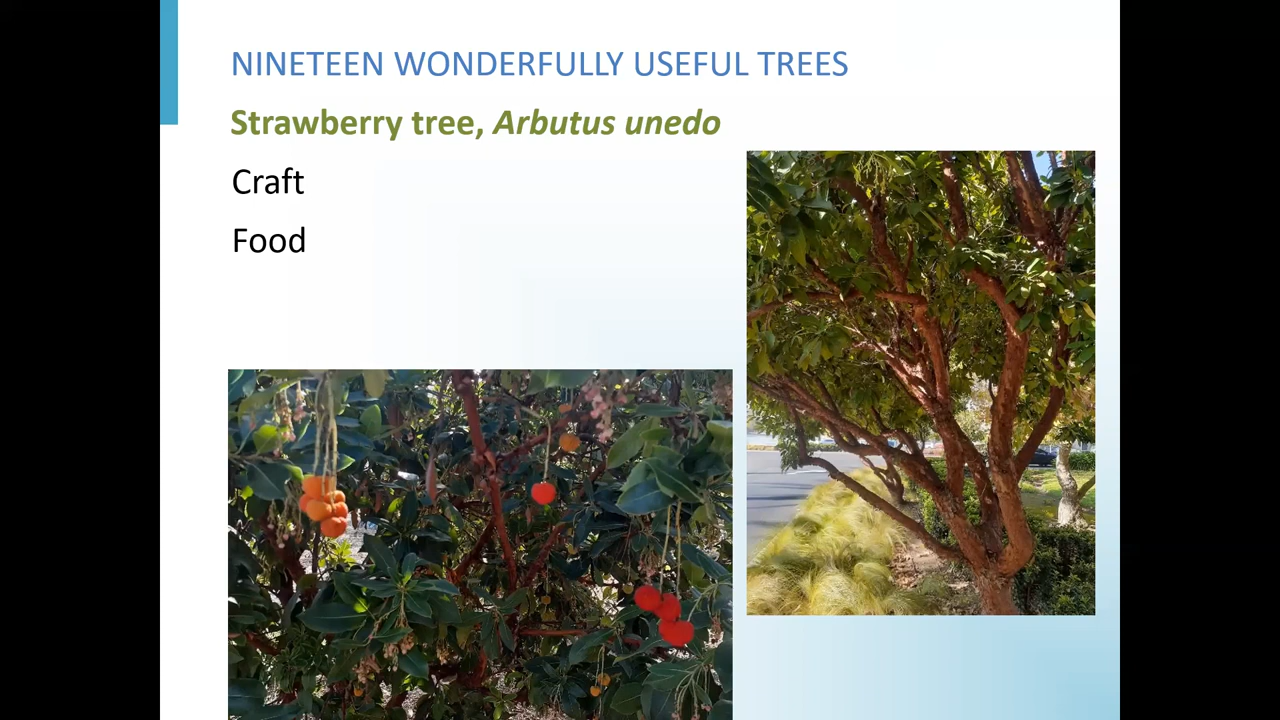 NINETEEN WONDERFULLY USEFUL TREES
Strawberry tree, Arbutus unedo
Craft
Food